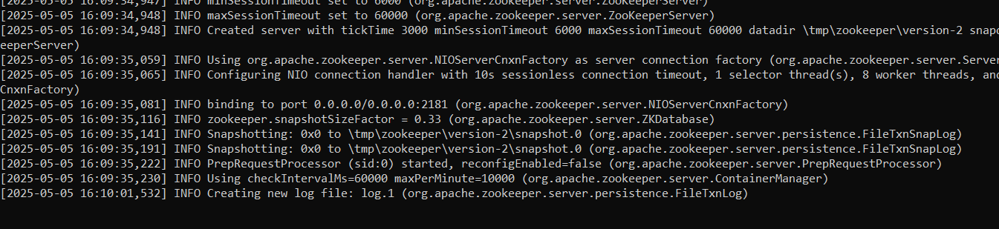 [2025-05-05 16:09:34,947] INFO minSessionTimeout set to 6000 (org.apache.zookeeper.server.ZooKeeperServer)
[2025-05-05 16:09:34,948] INFO maxSessionTimeout set to 60000 (org.apache.zookeeper.server.ZooKeeperServer)
[2025-05-05 16:09:34,948] INFO Created server with tickTime 3000 minSessionTimeout 6000 maxSessionTimeout 60000 datadir \tmp\zookeeper\version-2 snapd
eeperServer)
[2025-05-05 16:09:35,059] INFO Using org.apache.zookeeper.server.NIOServerCnxnFactory as server connection factory (org.apache.zookeeper.server.Server
[2025-05-05 16:09:35,065] INFO Configuring NIO connection handler with 10s sessionless connection timeout, 1 selector thread(s), 8 worker threads, and
CnxnFactory)
[2025-05-05 16:09:35,081] INFO binding to port 0.0.0.0/0.0.0.0:2181 (org.apache.zookeeper.server.NIOServerCnxnFactory)
[2025-05-05 16:09:35,116] INFO zookeeper.snapshotSizeFactor = 0.33 (org.apache.zookeeper.server.ZKDatabase)
[2025-05-05 16:09:35,141] INFO Snapshotting: 0x0 to \tmp\zookeeper\version-2\snapshot.0 (org.apache.zookeeper.server.persistence.FileTxnSnapLog)
[2025-05-05 16:09:35,191] INFO Snapshotting: 0x0 to \tmp\zookeeper\version-2\snapshot.0 (org.apache.zookeeper.server.persistence.FileTxnSnapLog)
[2025-05-05 16:09:35,222] INFO PrepRequestProcessor (sid:0) started, reconfigEnabled=false (org.apache.zookeeper.server.PrepRequestProcessor)
[2025-05-05 16:09:35,230] INFO Using checkIntervalMs=60000 maxPerMinute=10000 (org.apache.zookeeper.server.ContainerManager)
[2025-05-05 16:10:01,532] INFO Creating new log file: log.1 (org.apache.zookeeper.server.persistence.FileTxnLog)